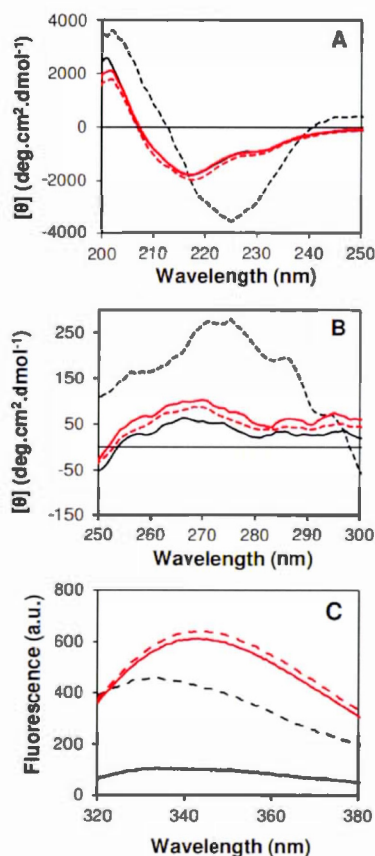 A
[θ] (deg.cm².dmol⁻¹)
4000
2000
0
-2000
-4000
200 210 220 230 240 250
Wavelength (nm)
B
[θ] (deg.cm².dmol⁻¹)
250
150
50
-50
-150
250 260 270 280 290 300
Wavelength (nm)
C
Fluorescence (a.u.)
800
600
400
200
0
320 340 360 380
Wavelength (nm)